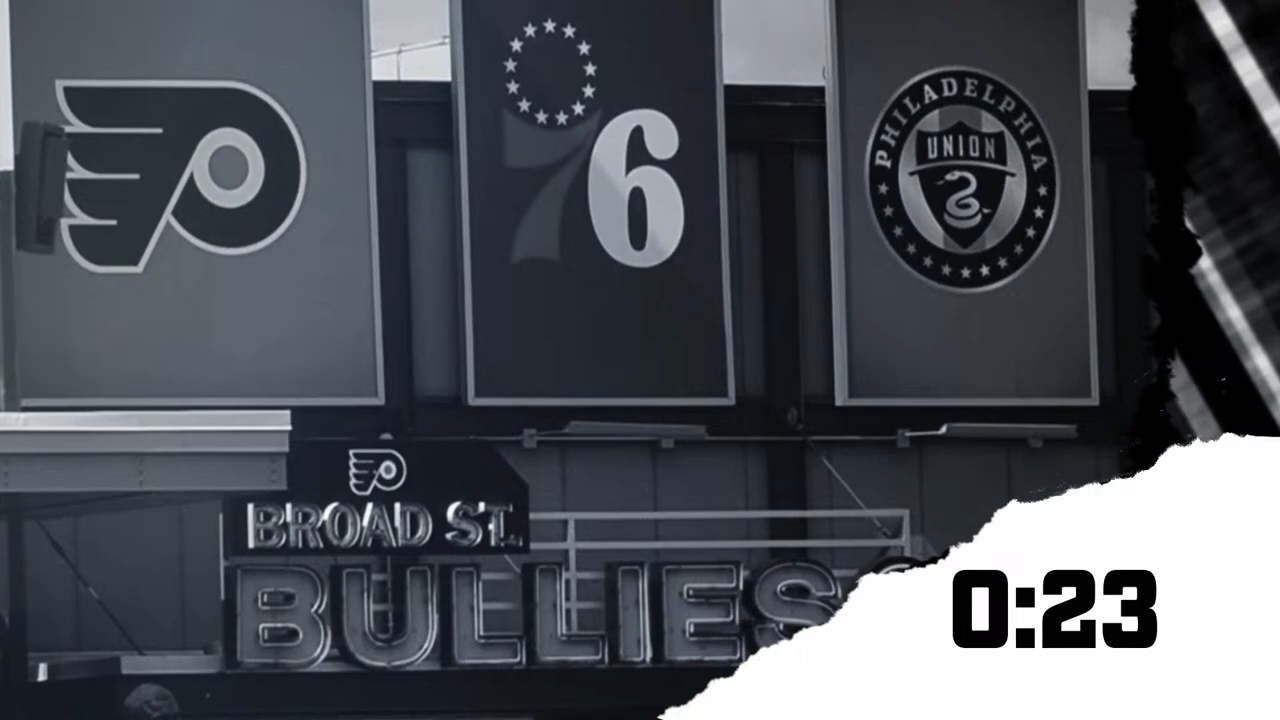 P
76
PHILADELPHIA
UNION
P
BROAD ST.
BULLIES
0:23